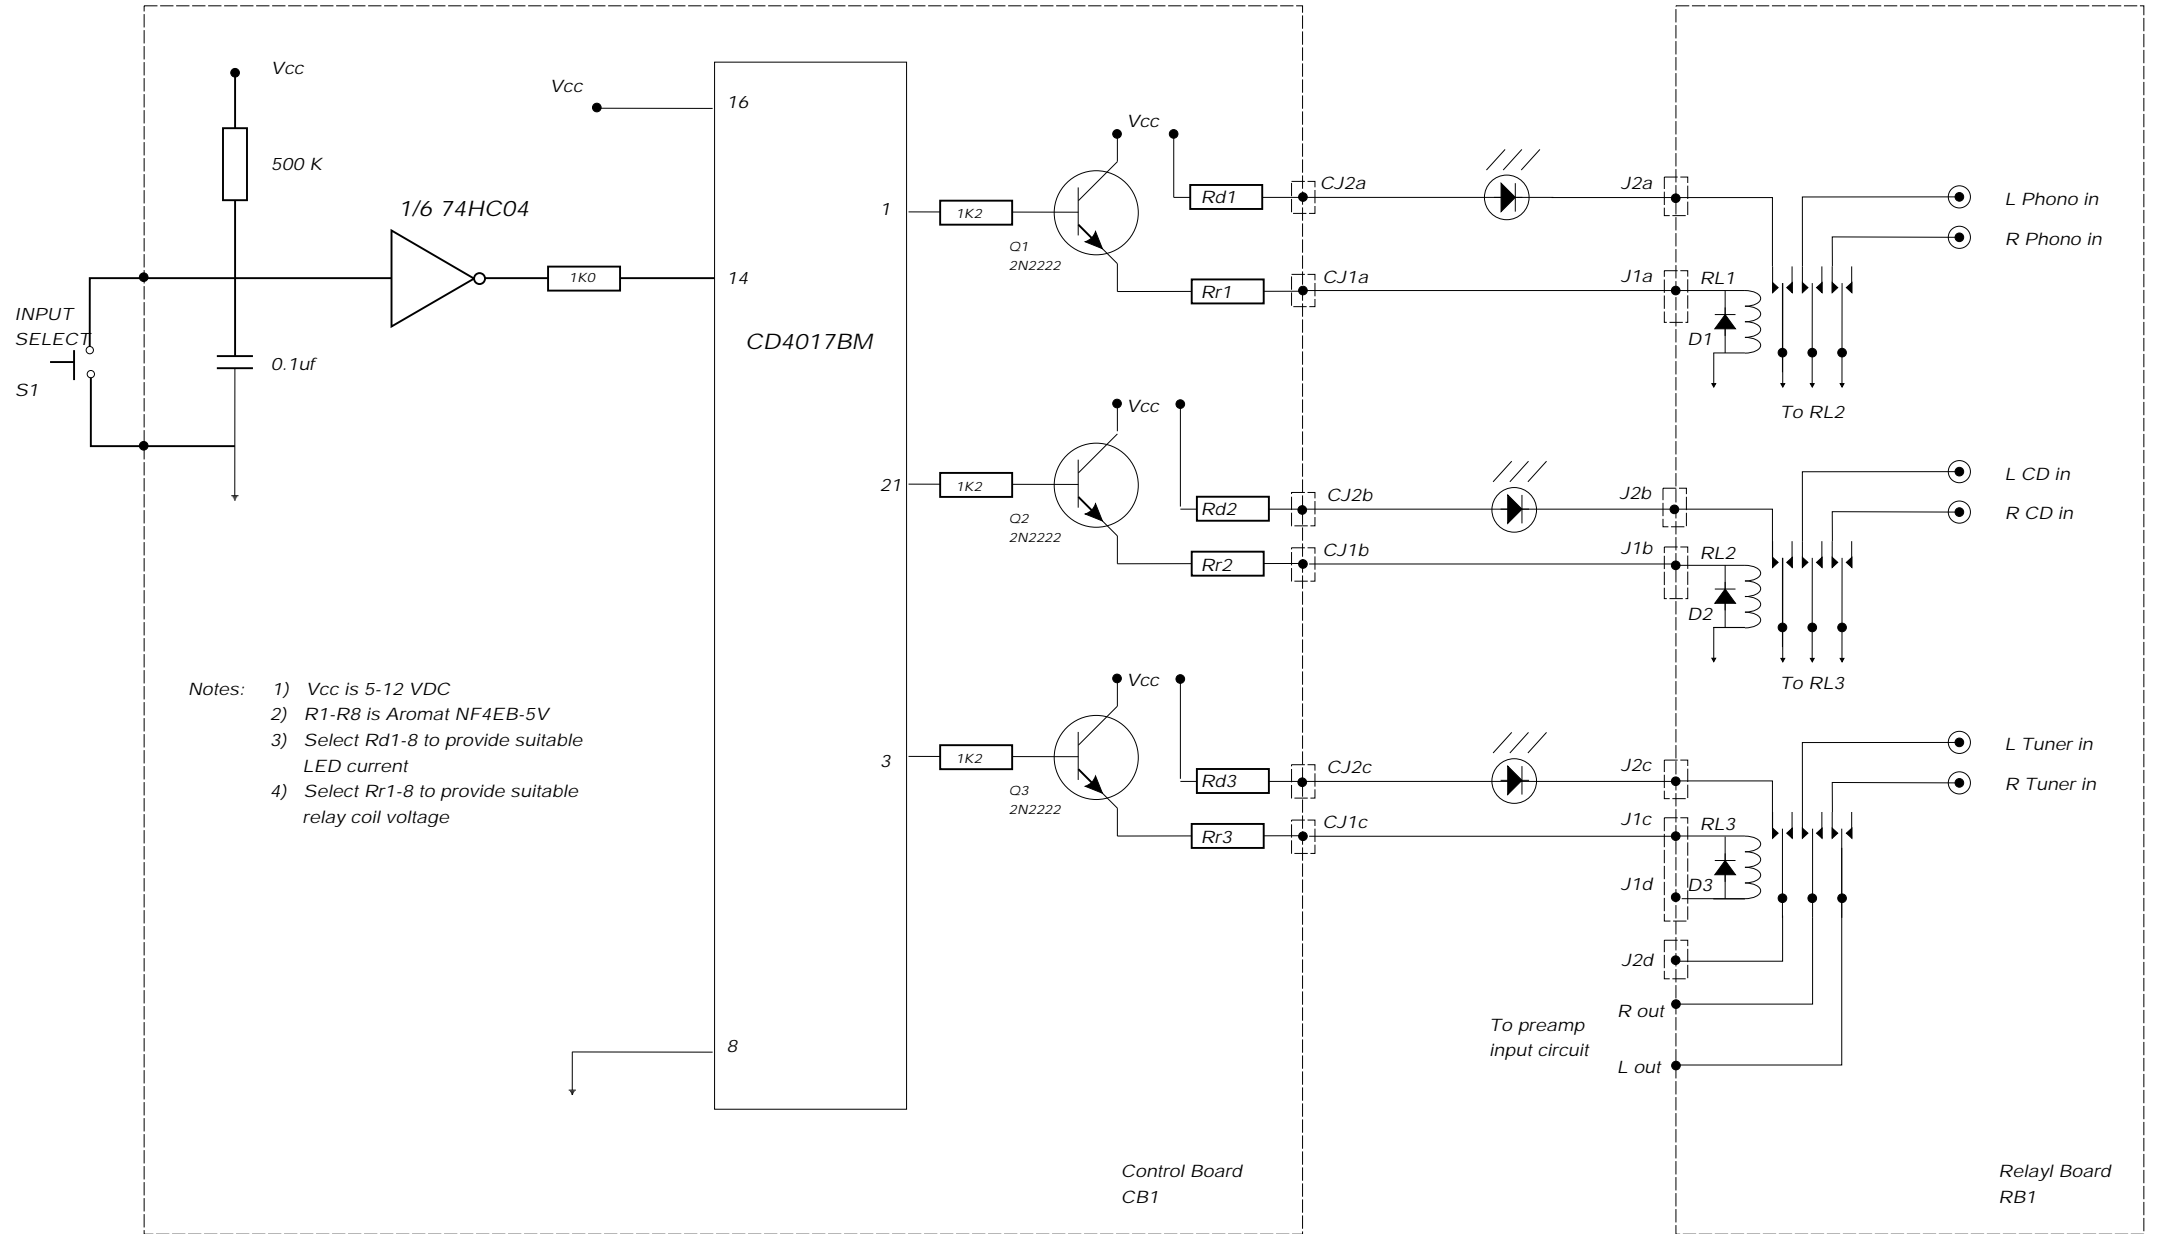 Vcc
500 K
0.1uf
INPUT
SELECT
S1
1/6 74HC04
1K0
Vcc
16
14
CD4017BM
1
21
3
8
1K2
Q1
2N2222
Vcc
Rd1
Rr1
CJ2a
CJ1a
J2a
J1a
RL1
D1
To RL2
L Phono in
R Phono in
1K2
Q2
2N2222
Vcc
Rd2
Rr2
CJ2b
CJ1b
J2b
J1b
RL2
D2
To RL3
L CD in
R CD in
1K2
Q3
2N2222
Vcc
Rd3
Rr3
CJ2c
CJ1c
J2c
J1c
RL3
J1d
D3
L Tuner in
R Tuner in
J2d
R out
L out
To preamp
input circuit
Notes: 1) Vcc is 5-12 VDC
2) R1-R8 is Aromat NF4EB-5V
3) Select Rd1-8 to provide suitable
LED current
4) Select Rr1-8 to provide suitable
relay coil voltage
Control Board
CB1
Relayl Board
RB1